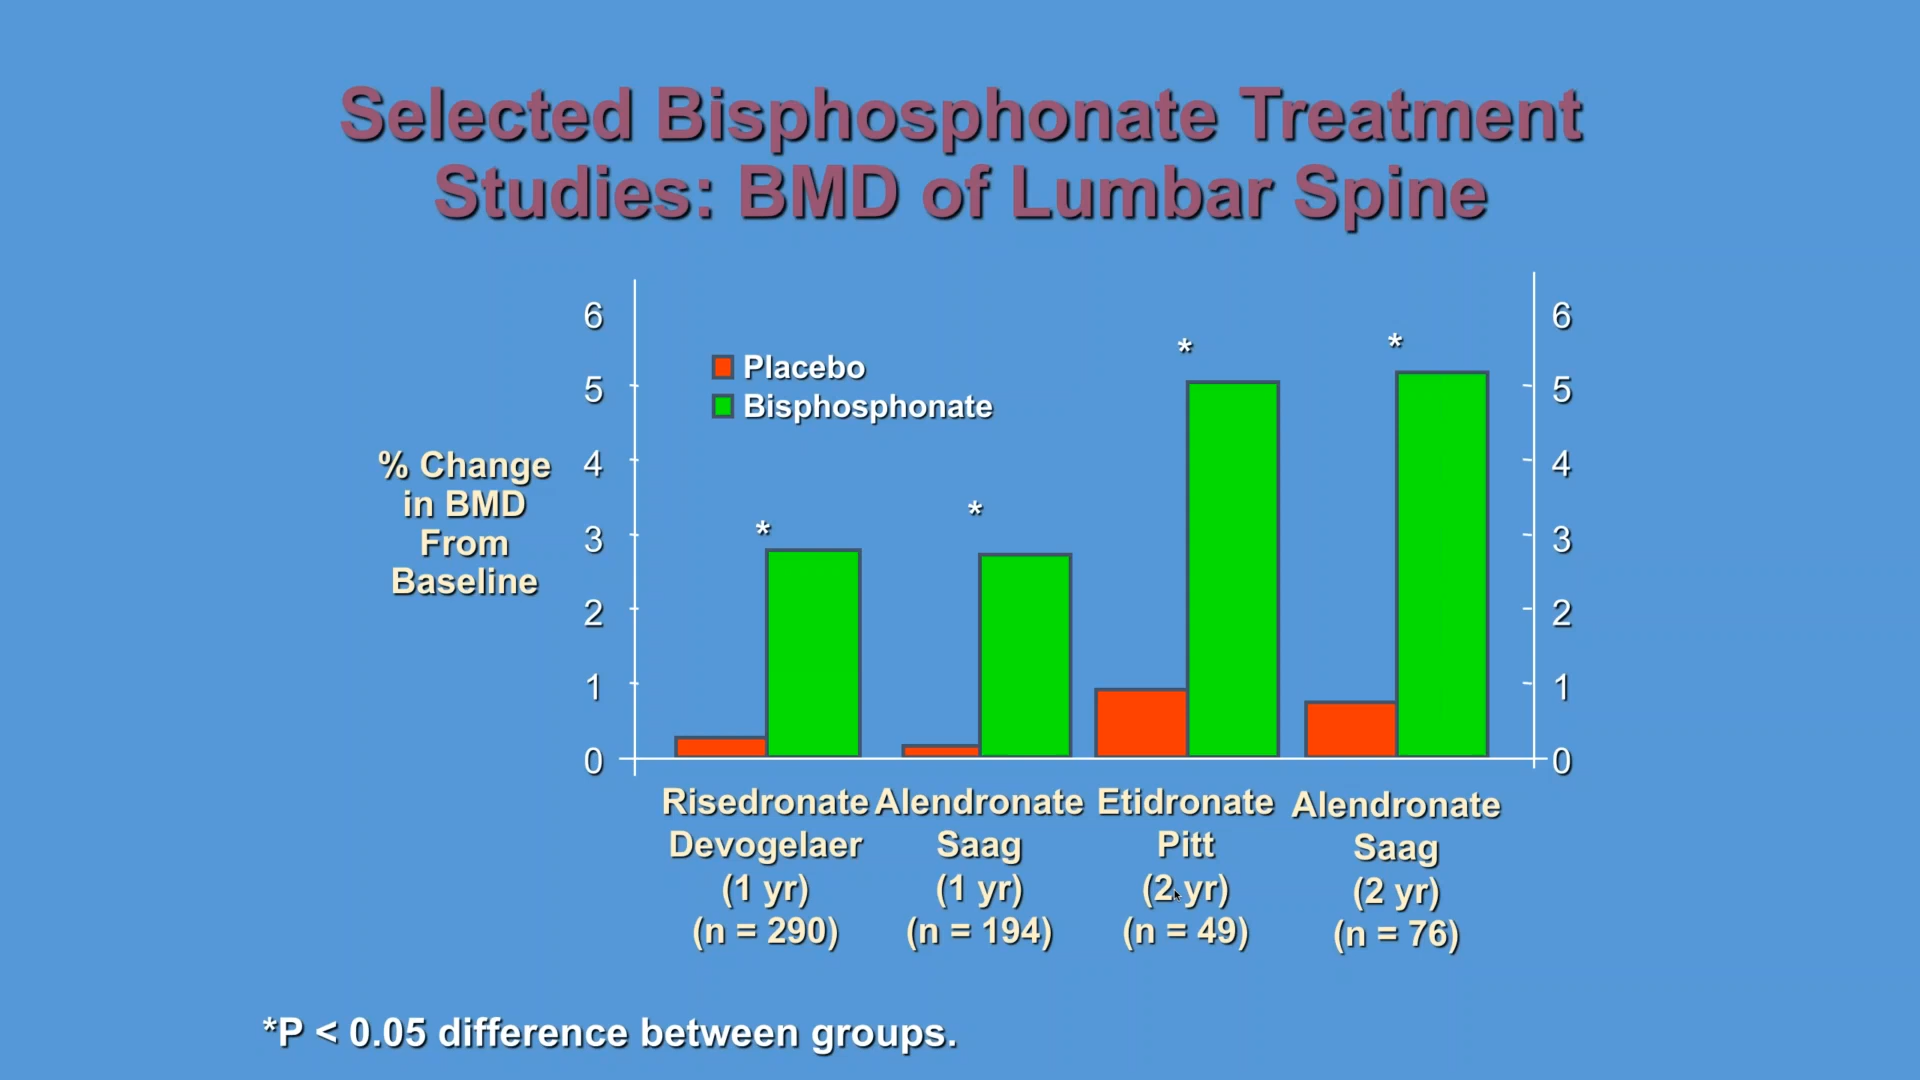 Selected Bisphosphonate Treatment
Studies: BMD of Lumbar Spine
6
5
4
3
2
1
0
% Change
in BMD
From
Baseline
Placebo
Bisphosphonate
*
*
*
*
6
5
4
3
2
1
0
Risedronate
Devogelaer
(1 yr)
(n = 290)
Alendronate
Saag
(1 yr)
(n = 194)
Etidronate
Pitt
(2 yr)
(n = 49)
Alendronate
Saag
(2 yr)
(n = 76)
*P < 0.05 difference between groups.